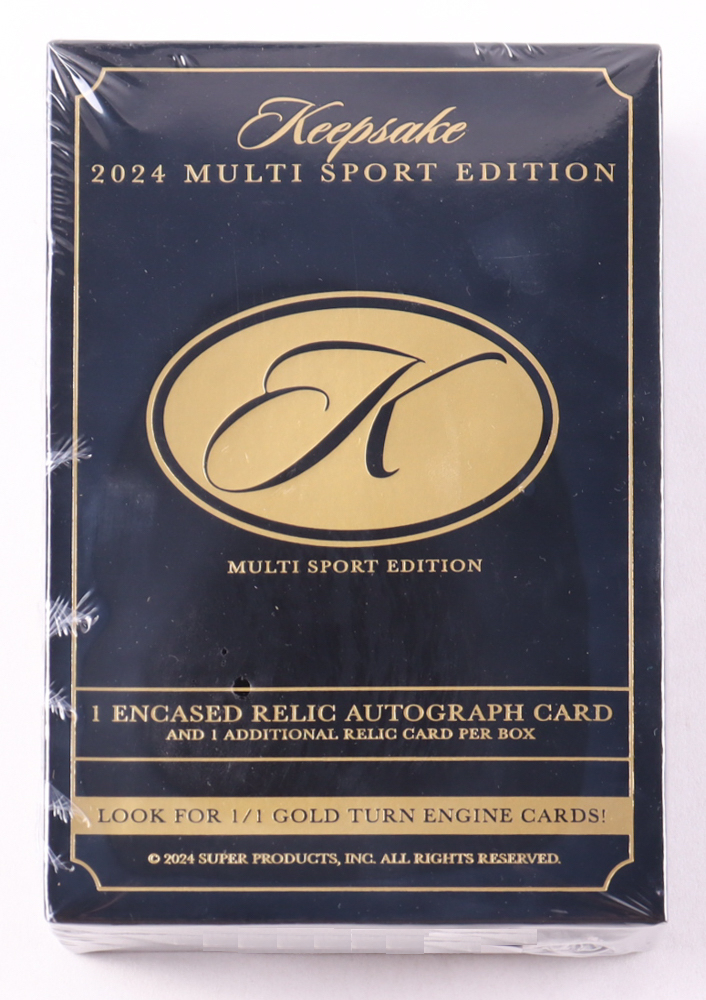 Keepsake
2024 MULTI SPORT EDITION
K
MULTI SPORT EDITION
1 ENCASED RELIC AUTOGRAPH CARD
AND 1 ADDITIONAL RELIC CARD PER BOX
LOOK FOR 1/1 GOLD TURN ENGINE CARDS!
© 2024 SUPER PRODUCTS, INC. ALL RIGHTS RESERVED.